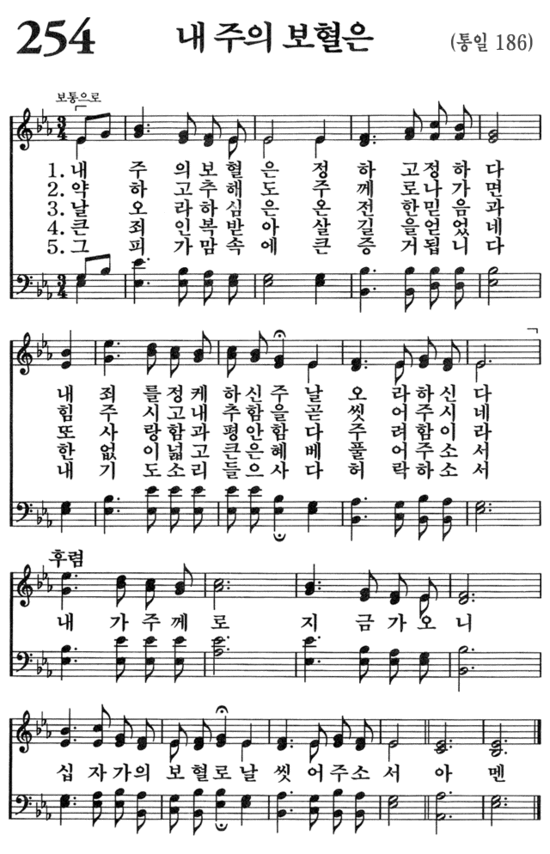 254 내 주의 보혈은 (통일 186)
보통으로
1. 내 주 의 보 혈 은 정 하 고 정 하 다
2. 약 하 고 추 해 도 주 께 로 나 가 면
3. 날 오 라 하 심 은 온 전 한 믿 음 과
4. 큰 죄 인 복 받 아 살 길 을 얻 었 네
5. 그 피 가 맘 속 에 큰 증 거 됩 니 다
내 죄 를 정 케 하 신 주 날 오 라 하 신 다
힘 주 시 고 내 추 함 을 곧 씻 어 주 시 네
또 사 랑 함 과 평 안 함 다 주 려 함 이 라
한 없 이 넓 고 큰 은 혜 베 풀 어 주 소 서
내 기 도 소 리 들 으 사 다 허 락 하 소 서
후렴
내 가 주 께 로 지 금 가 오 니
십 자 가 의 보 혈 로 날 씻 어 주 소 서 아 멘